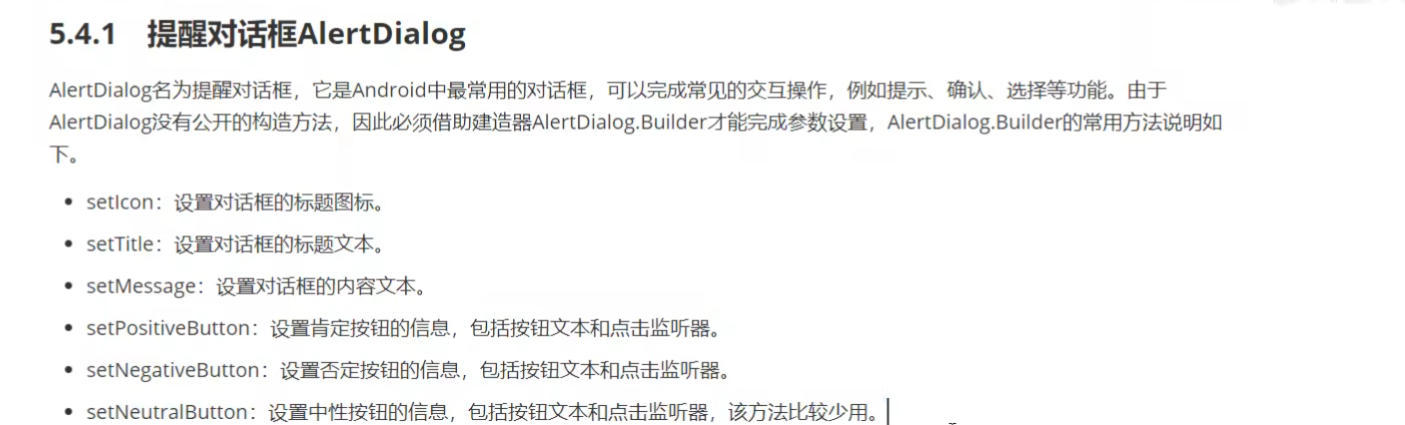 5.4.1 提醒对话框AlertDialog
AlertDialog名为提醒对话框，它是Android中最常用的对话框，可以完成常见的交互操作，例如提示、确认、选择等功能。由于
AlertDialog没有公开的构造方法，因此必须借助建造器AlertDialog.Builder才能完成参数设置，AlertDialog.Builder的常用方法说明如
下。
• setIcon：设置对话框的标题图标。
• setTitle：设置对话框的标题文本。
• setMessage：设置对话框的内容文本。
• setPositiveButton：设置肯定按钮的信息，包括按钮文本和点击监听器。
• setNegativeButton：设置否定按钮的信息，包括按钮文本和点击监听器。
• setNeutralButton：设置中性按钮的信息，包括按钮文本和点击监听器，该方法比较少用。